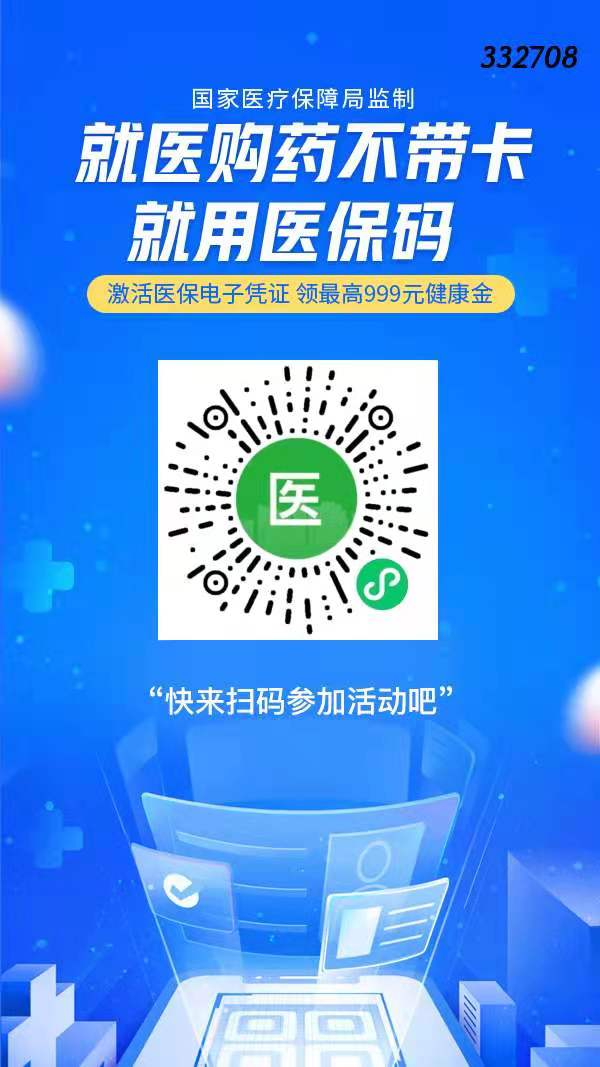 332708
国家医疗保障局监制
就医购药不带卡
就用医保码
激活医保电子凭证 领最高999元健康金
医
“快来扫码参加活动吧”